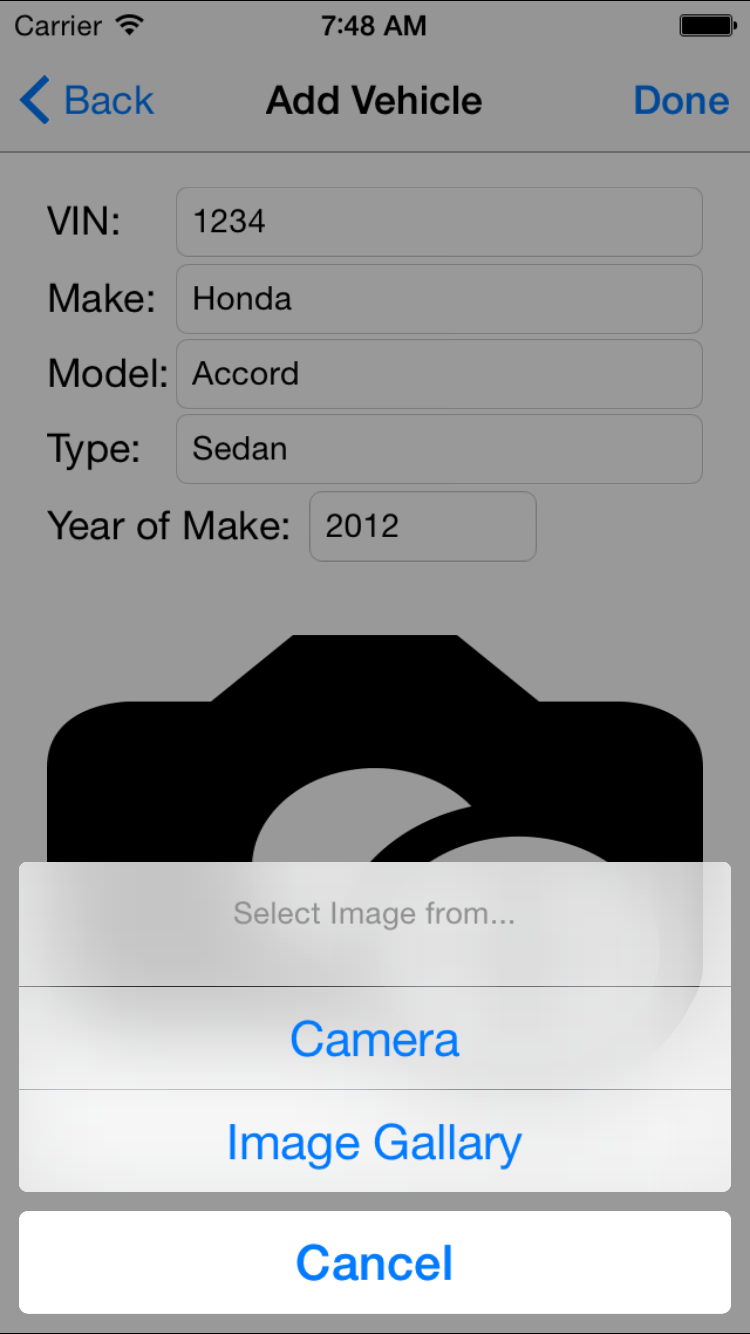 Carrier 7:48 AM
Back Add Vehicle Done
VIN: 1234
Make: Honda
Model: Accord
Type: Sedan
Year of Make: 2012
Select Image from...
Camera
Image Gallary
Cancel